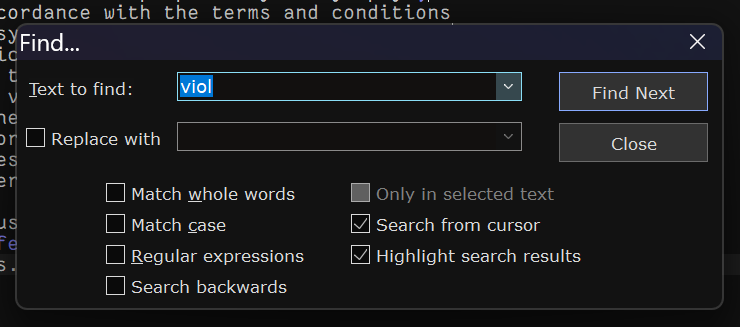 cordance with the terms and conditions
Find...
Text to find:
viol
Find Next
Replace with
Close
Match whole words
Only in selected text
Match case
Search from cursor
Regular expressions
Highlight search results
Search backwards